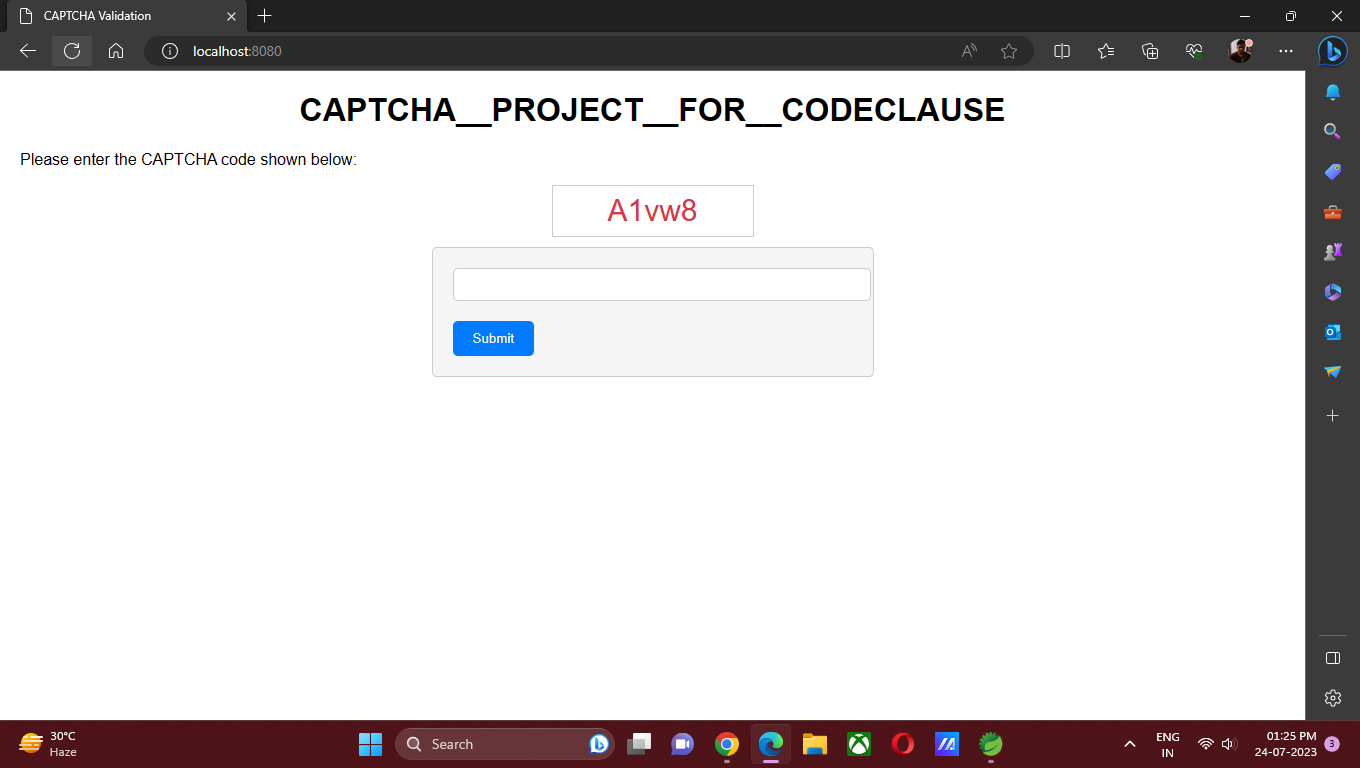 CAPTCHA Validation
localhost:8080
CAPTCHA__PROJECT__FOR__CODECLAUSE
Please enter the CAPTCHA code shown below:
A1vw8
Submit
30°C
Haze
Search
ENG
IN
01:25 PM
24-07-2023
3